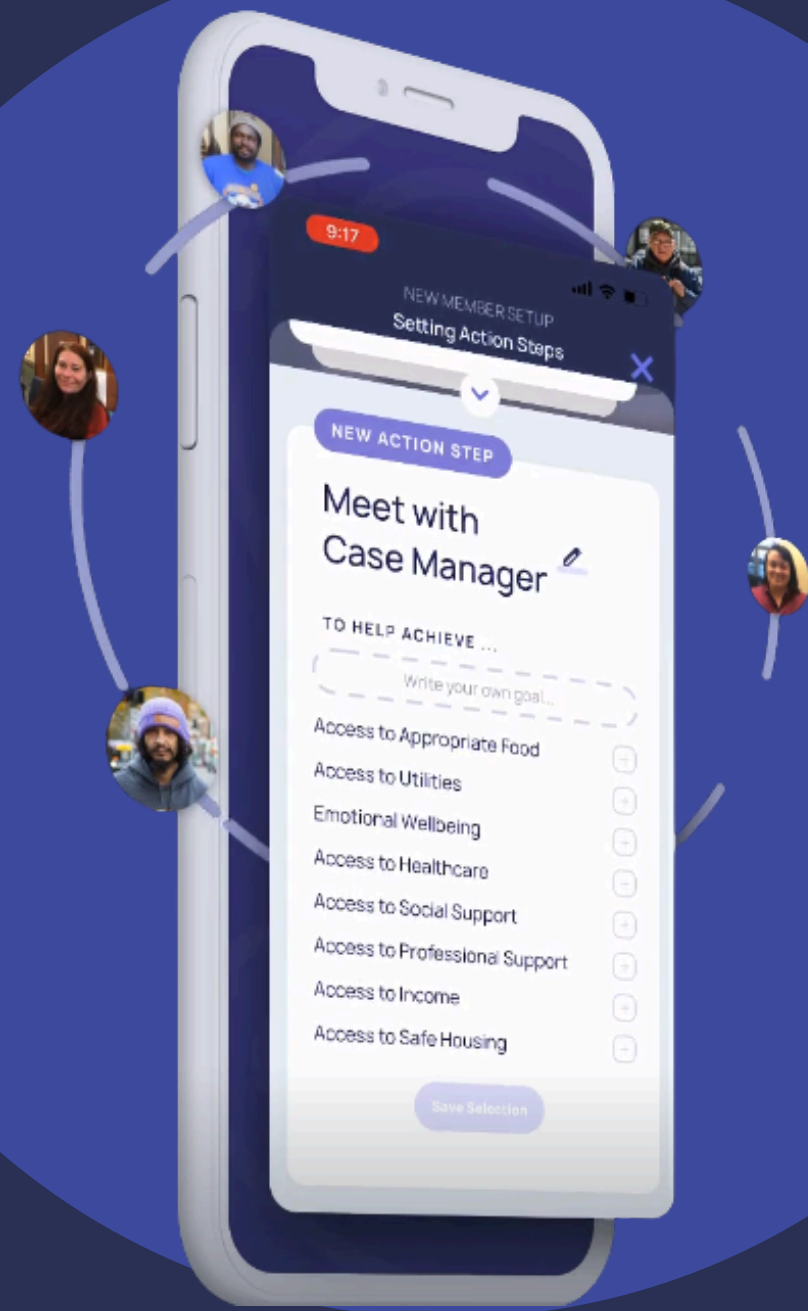 9:17
NEW MEMBER SETUP
Setting Action Steps
NEW ACTION STEP
Meet with
Case Manager
TO HELP ACHIEVE ...
Write your own goal...
Access to Appropriate Food
Access to Utilities
Emotional Wellbeing
Access to Healthcare
Access to Social Support
Access to Professional Support
Access to Income
Access to Safe Housing
Save Selection